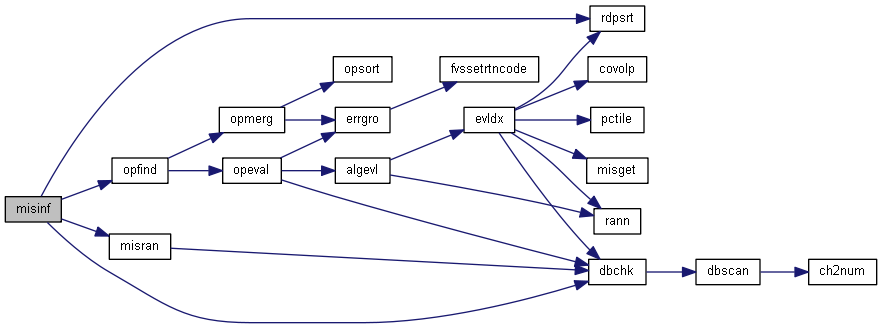 rdpsrt
opsort
fvssetrtncode
covolp
opmerg
errgro
evldx
pctile
opfind
opeval
algevl
misget
misinf
rann
misran
dbchk
dbscan
ch2num